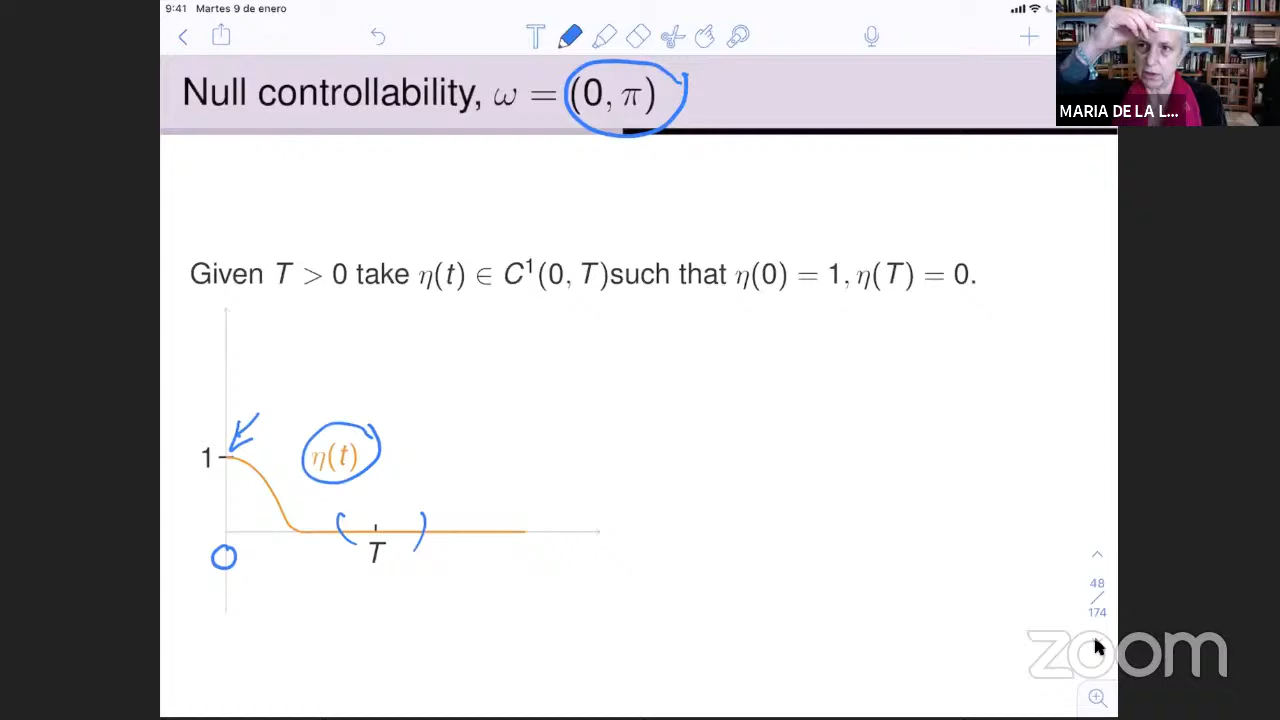 9:41 Martes 9 de enero
Null controllability, ω = (0, π)
MARIA DE LA L...
Given T > 0 take η(t) ∈ C¹(0, T)such that η(0) = 1, η(T) = 0.
1
η(t)
T
0
48
174
zoom